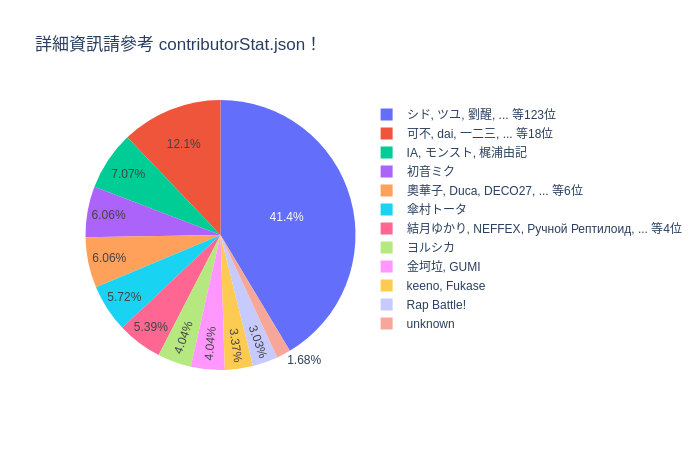 詳細資訊請參考 contributorStat.json！
41.4%
12.1%
7.07%
6.06%
6.06%
5.72%
5.39%
4.04%
4.04%
3.37%
3.03%
1.68%
シド, ツユ, 劉醒, ... 等123位
可不, dai, 一二三, ... 等18位
IA, モンスト, 梶浦由記
初音ミク
奧華子, Duca, DECO27, ... 等6位
傘村トータ
結月ゆかり, NEFFEX, Ручной Рептилоид, ... 等4位
ヨルシカ
金坷垃, GUMI
keeno, Fukase
Rap Battle!
unknown